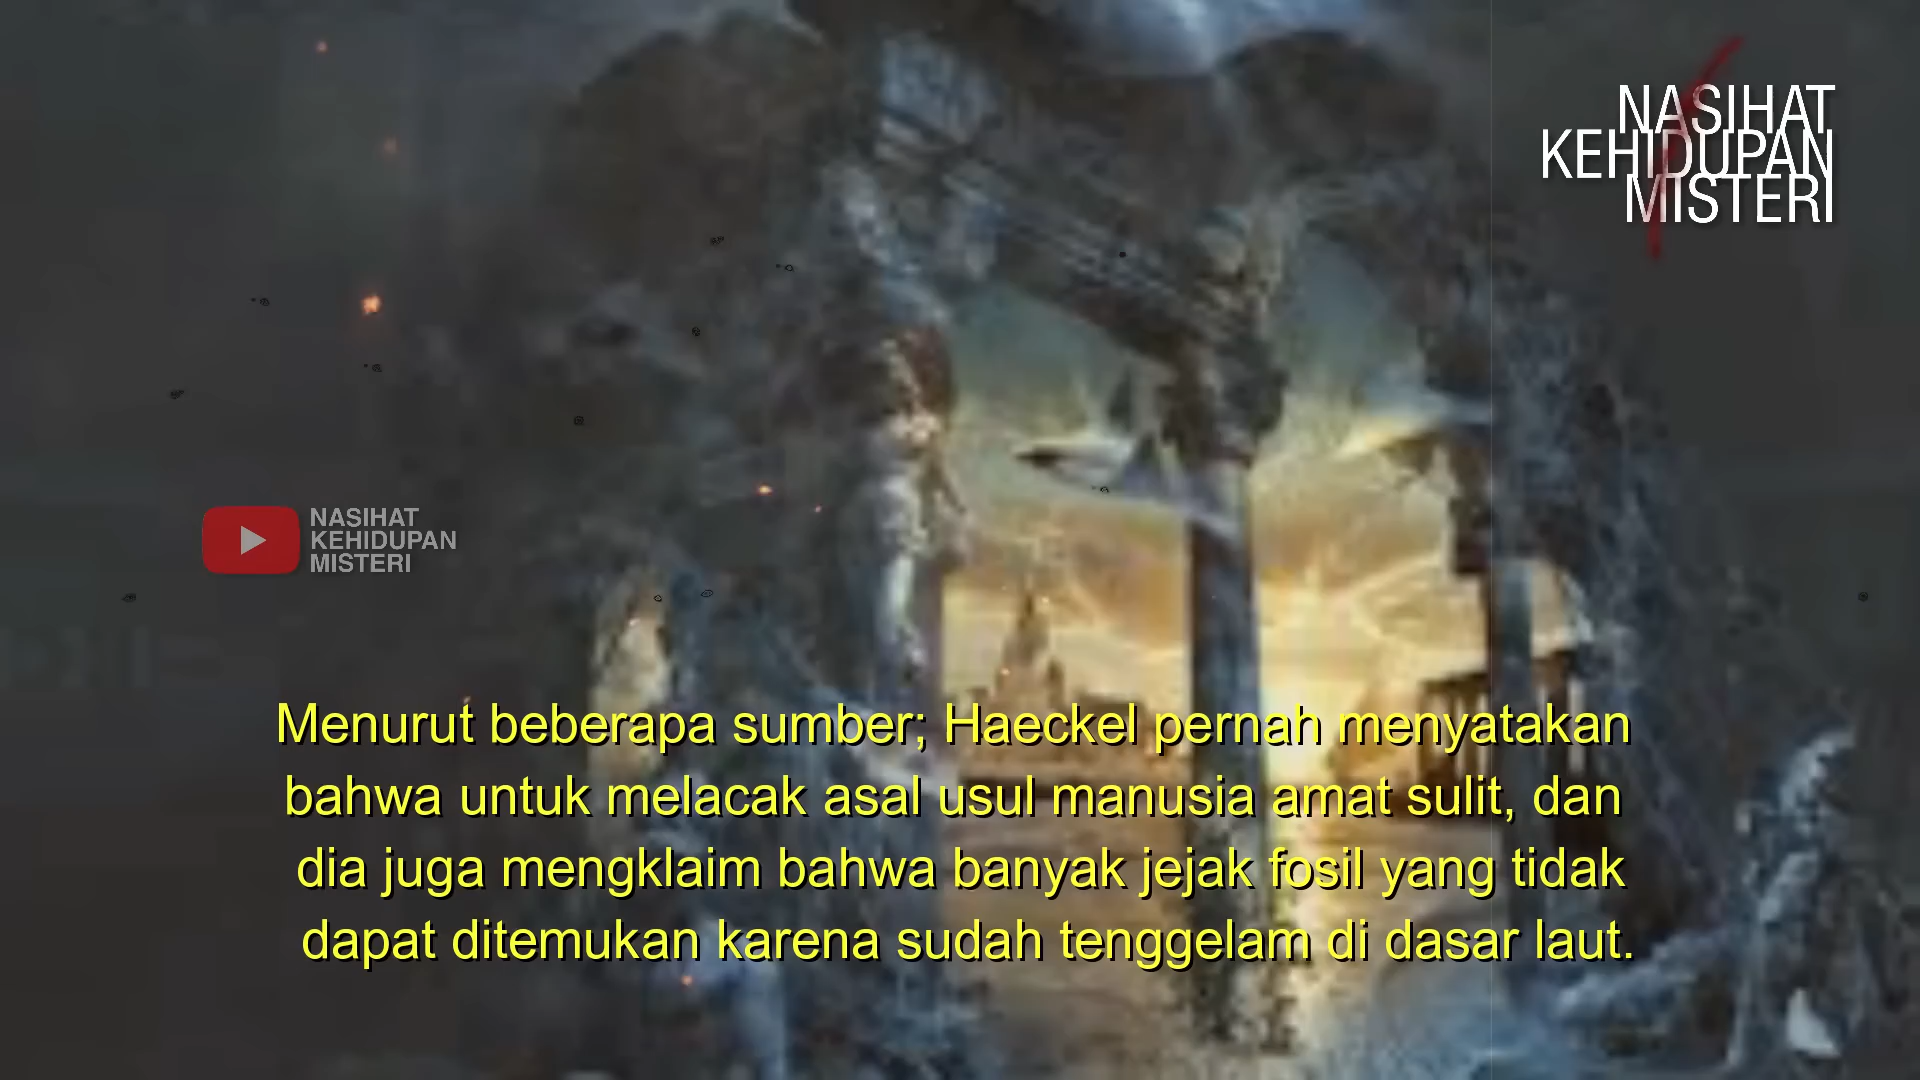 NASIHAT
KEHIDUPAN
MISTERI
NASIHAT
KEHIDUPAN
MISTERI
Menurut beberapa sumber; Haeckel pernah menyatakan
bahwa untuk melacak asal usul manusia amat sulit, dan
dia juga mengklaim bahwa banyak jejak fosil yang tidak
dapat ditemukan karena sudah tenggelam di dasar laut.